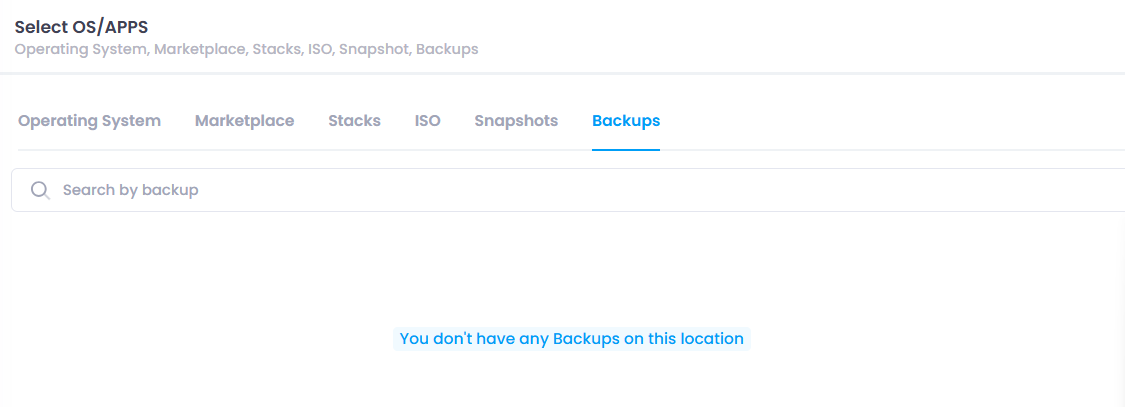 Select OS/APPS
Operating System, Marketplace, Stacks, ISO, Snapshot, Backups
Operating System Marketplace Stacks ISO Snapshots Backups
Search by backup
You don't have any Backups on this location